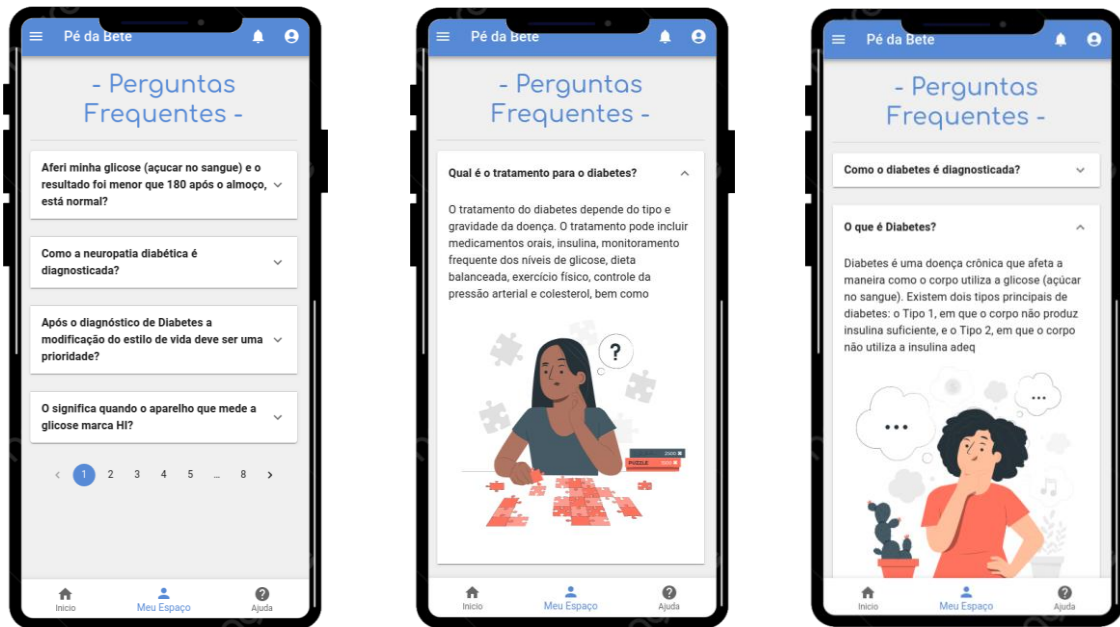 Pé da Bete
- Perguntas
Frequentes -
Aferi minha glicose (açucar no sangue) e o
resultado foi menor que 180 após o almoço,
está normal?
Como a neuropatia diabética é
diagnosticada?
Após o diagnóstico de Diabetes a
modificação do estilo de vida deve ser uma
prioridade?
O significa quando o aparelho que mede a
glicose marca HI?
‹ 1 2 3 4 5 ... 8 ›
Inicio Meu Espaço Ajuda
Pé da Bete
- Perguntas
Frequentes -
Qual é o tratamento para o diabetes?
O tratamento do diabetes depende do tipo e
gravidade da doença. O tratamento pode incluir
medicamentos orais, insulina, monitoramento
frequente dos níveis de glicose, dieta
balanceada, exercício físico, controle da
pressão arterial e colesterol, bem como
?
2500
PUZZLE
Inicio Meu Espaço Ajuda
Pé da Bete
- Perguntas
Frequentes -
Como o diabetes é diagnosticada?
O que é Diabetes?
Diabetes é uma doença crônica que afeta a
maneira como o corpo utiliza a glicose (açúcar
no sangue). Existem dois tipos principais de
diabetes: o Tipo 1, em que o corpo não produz
insulina suficiente, e o Tipo 2, em que o corpo
não utiliza a insulina adeq
...
...
Inicio Meu Espaço Ajuda